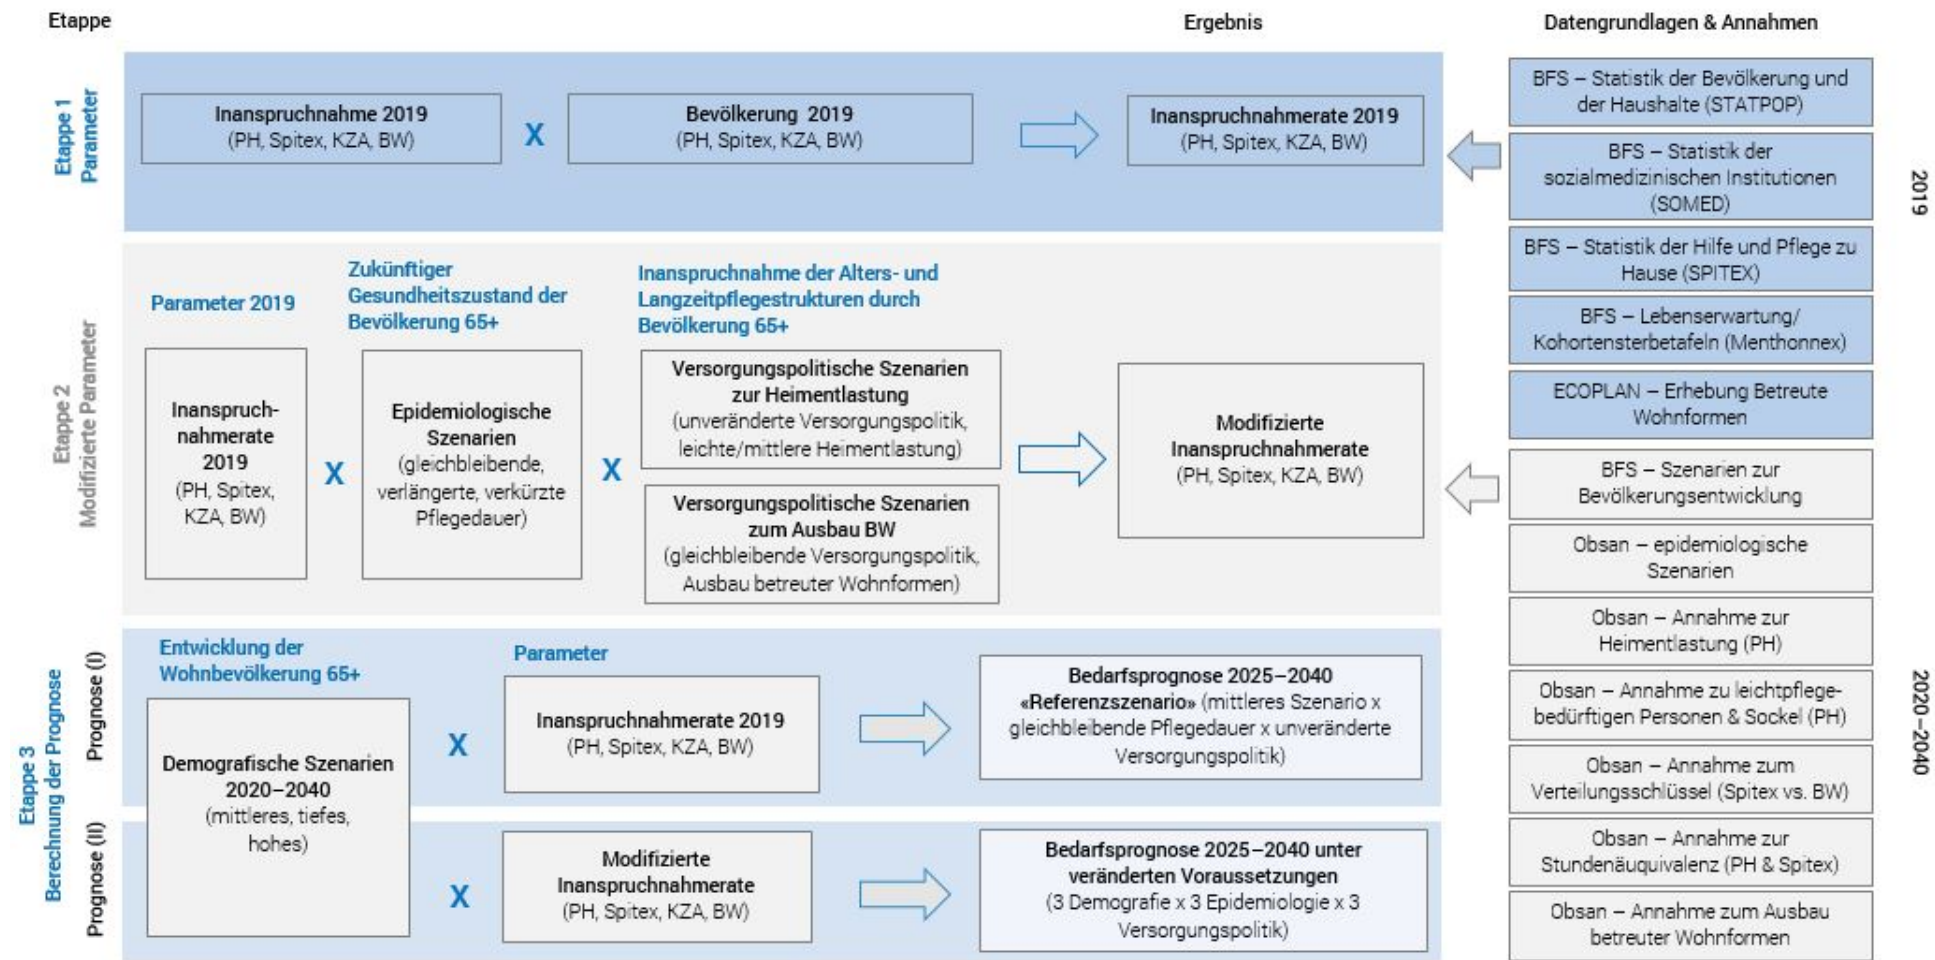 Etappe
Ergebnis
Datengrundlagen & Annahmen
Etappe 1
Parameter
Inanspruchnahme 2019
(PH, Spitex, KZA, BW)
X
Bevölkerung 2019
(PH, Spitex, KZA, BW)
Inanspruchnahmerate 2019
(PH, Spitex, KZA, BW)
Etappe 2
Modifizierte Parameter
Parameter 2019
Inanspruch-
nahmerate
2019
(PH, Spitex,
KZA, BW)
X
Zukünftiger
Gesundheitszustand der
Bevölkerung 65+
Epidemiologische
Szenarien
(gleichbleibende,
verlängerte, verkürzte
Pflegedauer)
X
Inanspruchnahme der Alters- und
Langzeitpflegestrukturen durch
Bevölkerung 65+
Versorgungspolitische Szenarien
zur Heimentlastung
(unveränderte Versorgungspolitik,
leichte/mittlere Heimentlastung)
Versorgungspolitische Szenarien
zum Ausbau BW
(gleichbleibende Versorgungspolitik,
Ausbau betreuter Wohnformen)
Modifizierte
Inanspruchnahmerate
(PH, Spitex, KZA, BW)
Etappe 3
Berechnung der Prognose
Prognose (I)
Entwicklung der
Wohnbevölkerung 65+
Demografische Szenarien
2020–2040
(mittleres, tiefes,
hohes)
X
Parameter
Inanspruchnahmerate 2019
(PH, Spitex, KZA, BW)
Bedarfsprognose 2025–2040
«Referenzszenario» (mittleres Szenario x
gleichbleibende Pflegedauer x unveränderte
Versorgungspolitik)
Prognose (II)
X
Modifizierte
Inanspruchnahmerate
(PH, Spitex, KZA, BW)
Bedarfsprognose 2025–2040 unter
veränderten Voraussetzungen
(3 Demografie x 3 Epidemiologie x 3
Versorgungspolitik)
BFS – Statistik der Bevölkerung und
der Haushalte (STATPOP)
BFS – Statistik der
sozialmedizinischen Institutionen
(SOMED)
BFS – Statistik der Hilfe und Pflege zu
Hause (SPITEX)
BFS – Lebenserwartung/
Kohortensterbetafeln (Menthonnex)
ECOPLAN – Erhebung Betreute
Wohnformen
BFS – Szenarien zur
Bevölkerungsentwicklung
Obsan – epidemiologische
Szenarien
Obsan – Annahme zur
Heimentlastung (PH)
Obsan – Annahme zu leichtpflege-
bedürftigen Personen & Sockel (PH)
Obsan – Annahme zum
Verteilungsschlüssel (Spitex vs. BW)
Obsan – Annahme zur
Stundenäuquivalenz (PH & Spitex)
Obsan – Annahme zum Ausbau
betreuter Wohnformen
2019
2020–2040